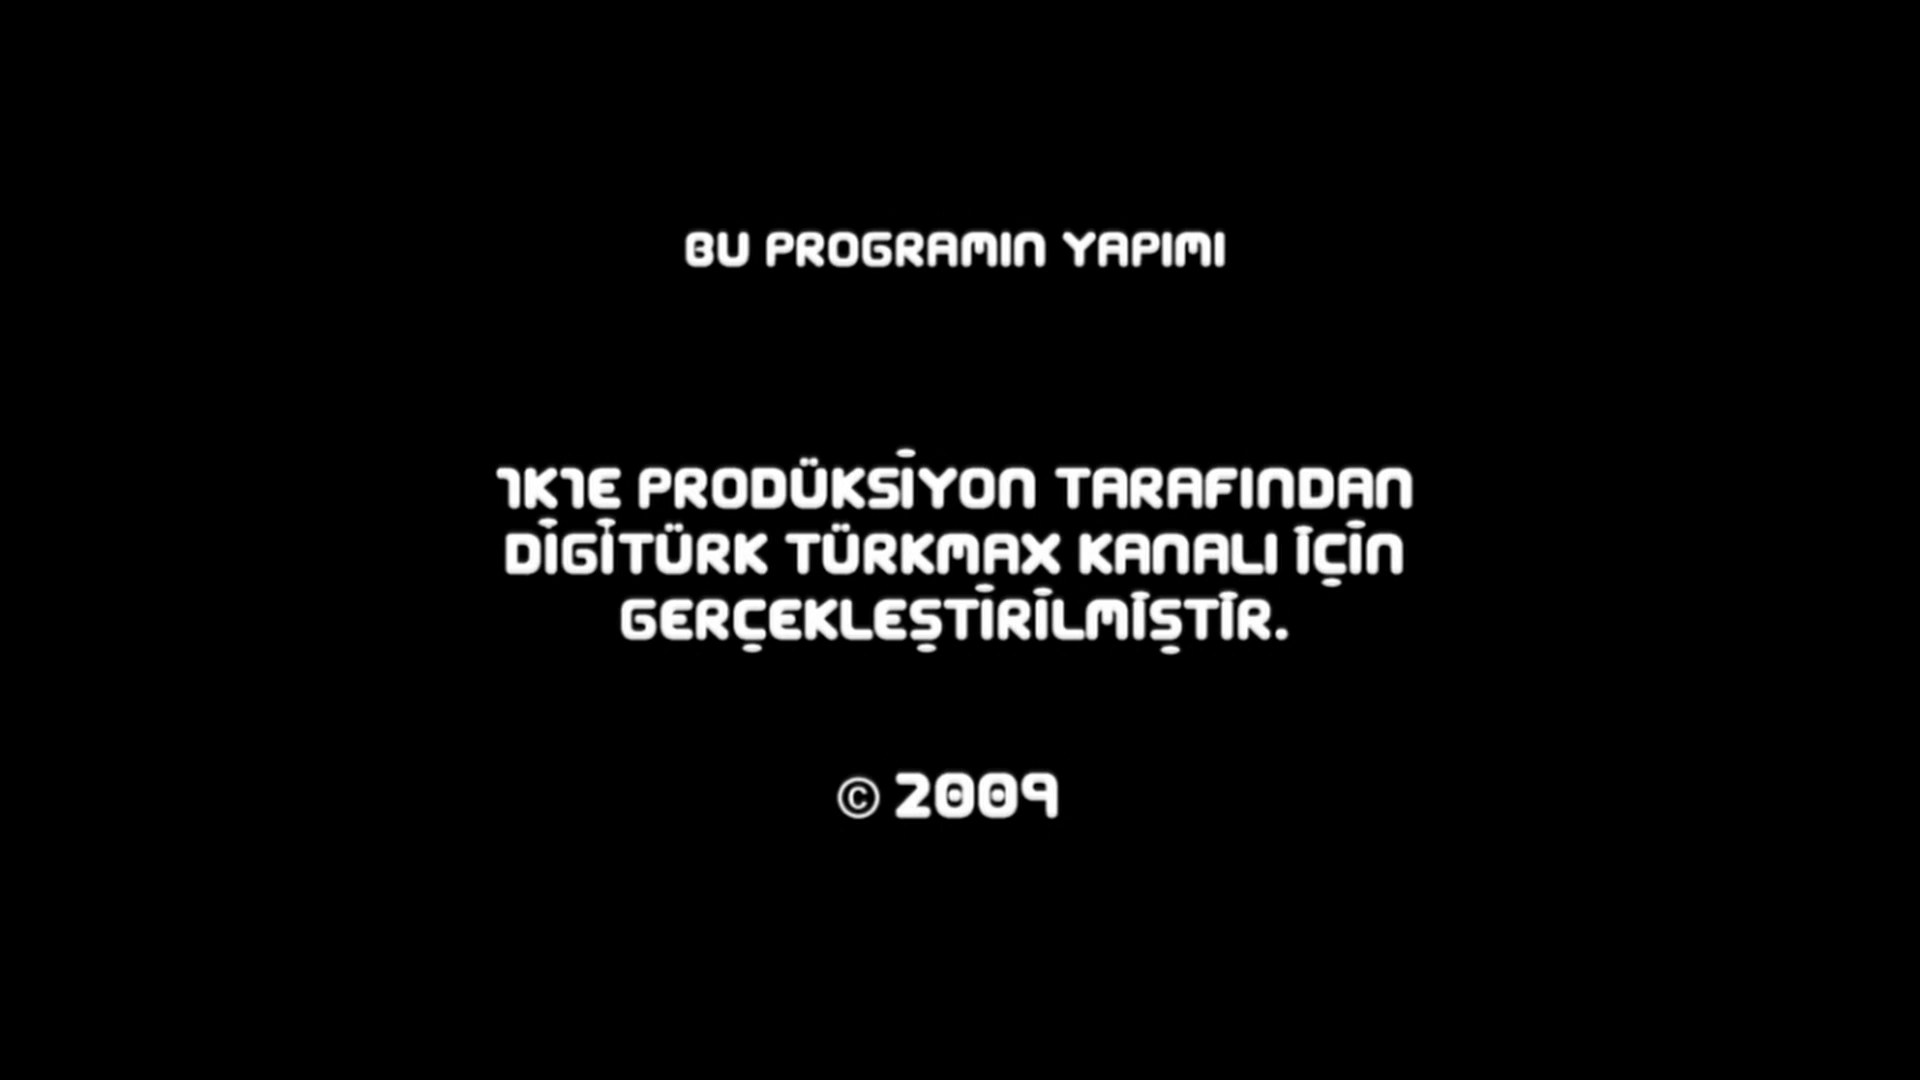 BU PROGRAMIN YAPIMI
1K1E PRODÜKSİYON TARAFINDAN
DİGİTÜRK TÜRKMAX KANALI İÇİN
GERÇEKLEŞTİRİLMİŞTİR.
© 2009